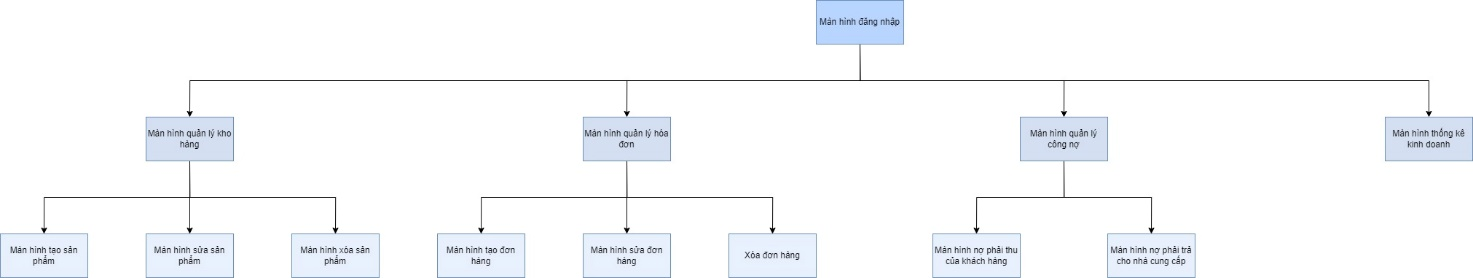 Màn hình đăng nhập
Màn hình quản lý kho
hàng
Màn hình quản lý hóa
đơn
Màn hình quản lý
công nợ
Màn hình thống kê
kinh doanh
Màn hình tạo sản
phẩm
Màn hình sửa sản
phẩm
Màn hình xóa sản
phẩm
Màn hình tạo đơn
hàng
Màn hình sửa đơn
hàng
Xóa đơn hàng
Màn hình nợ phải thu
của khách hàng
Màn hình nợ phải trả
cho nhà cung cấp